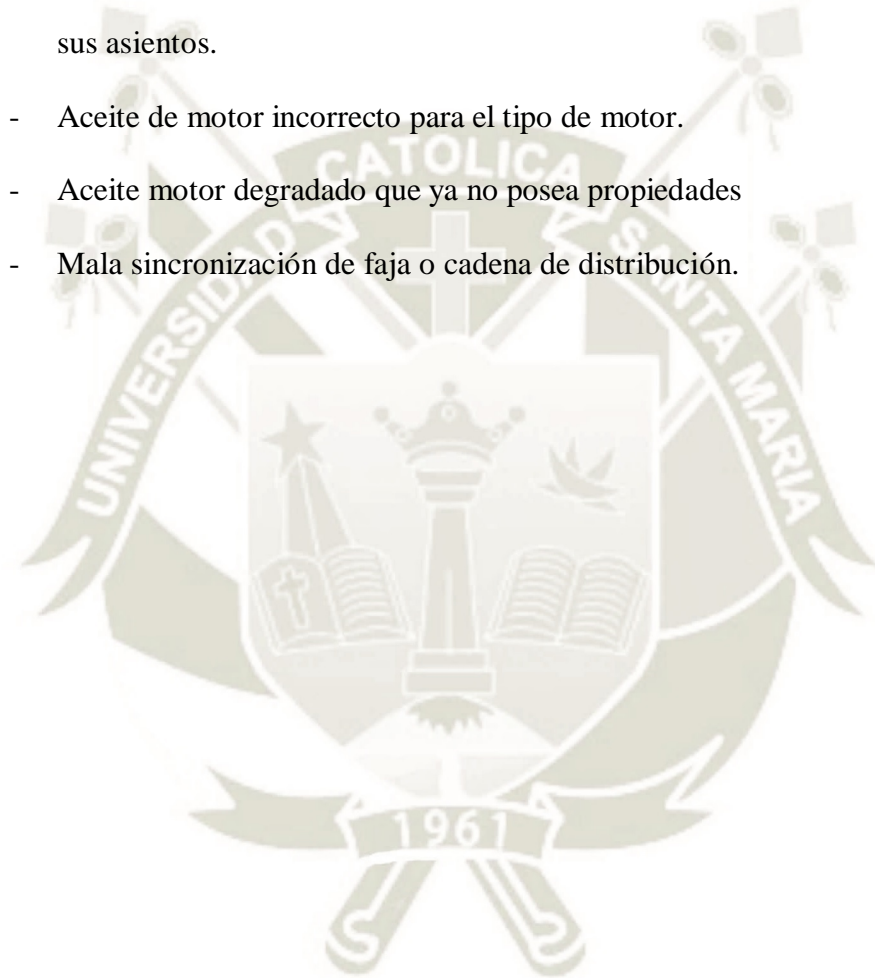 sus asientos.
- Aceite de motor incorrecto para el tipo de motor.
- Aceite motor degradado que ya no posea propiedades
- Mala sincronización de faja o cadena de distribución.
UNIVERSIDAD CATOLICA SANTA MARIA
1961